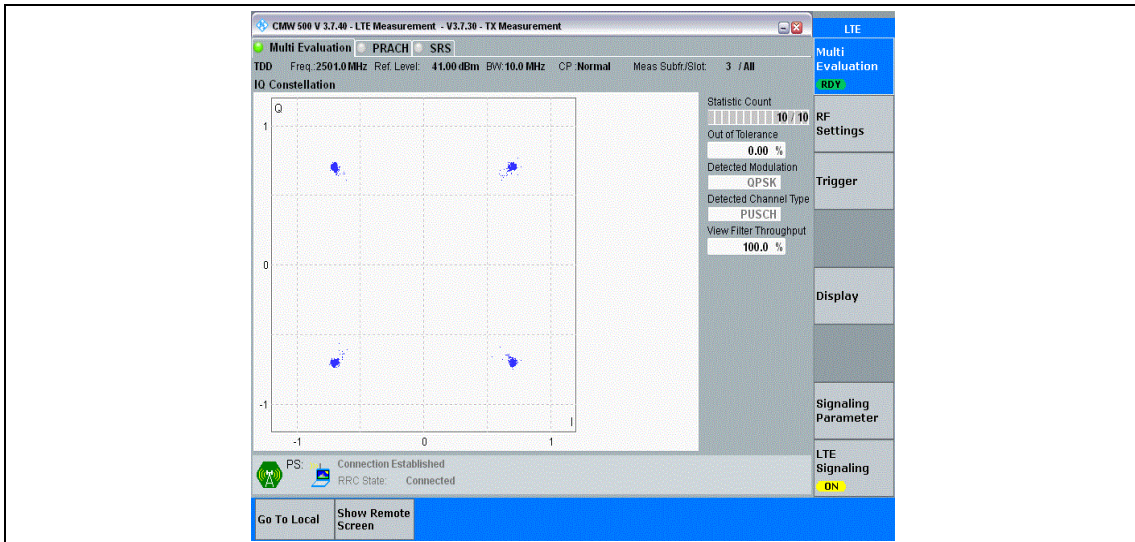 CMW 500 V 3.7.40 - LTE Measurement - V3.7.30 - TX Measurement
LTE
Multi Evaluation PRACH SRS
TDD Freq.:2501.0 MHz Ref. Level: 41.00 dBm BW:10.0 MHz CP :Normal Meas Subfr./Slot: 3 / All
IQ Constellation
Q
1
0
-1
-1 0 1
I
Statistic Count
10 / 10
Out of Tolerance
0.00 %
Detected Modulation
QPSK
Detected Channel Type
PUSCH
View Filter Throughput
100.0 %
Multi
Evaluation
RDY
RF
Settings
Trigger
Display
Signaling
Parameter
LTE
Signaling
ON
PS: Connection Established
RRC State: Connected
Go To Local
Show Remote
Screen